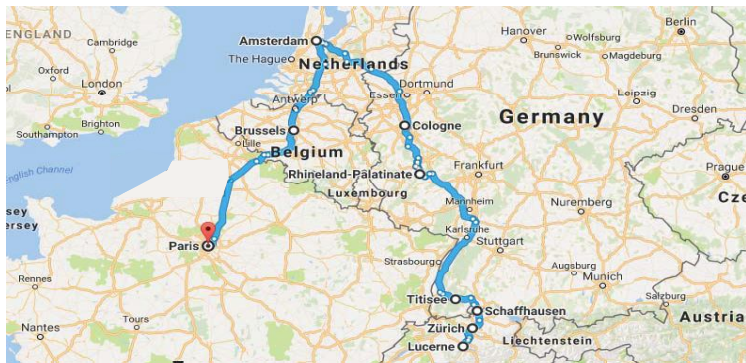 ENGLAND
Cambridge
Oxford
London
Southampton
Brighton
English Channel
sey
ersey
Amsterdam
The Hague
Netherlands
Antwerp
Brussels
Lille
Belgium
Essen
Dortmund
Cologne
Rhineland-Palatinate
Luxembourg
Hanover
Wolfsburg
Brunswick
Magdeburg
Berlin
Leipzig
Dresden
Germany
Frankfurt
Prague
Cze
Mannheim
Nuremberg
Karlsruhe
Stuttgart
Strasbourg
Augsburg
Munich
Salzburg
Austria
Titisee
Schaffhausen
Zürich
Liechtenstein
Lucerne
Paris
Rennes
Nantes
Tours